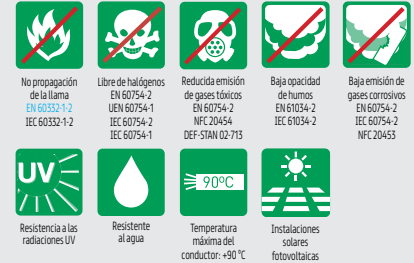 No propagación
de la llama
EN 60332-1-2
IEC 60332-1-2
Libre de halógenos
EN 60754-2
UEN 60754-1
IEC 60754-2
IEC 60754-1
Reducida emisión
de gases tóxicos
EN 60754-2
NFC 20454
DEF-STAN 02-713
Baja opacidad
de humos
EN 61034-2
IEC 61034-2
Baja emisión de
gases corrosivos
EN 60754-2
IEC 60754-2
NFC 20453
UV
Resistencia a las
radiaciones UV
Resistente
al agua
90ºC
Temperatura
máxima del
conductor: +90 °C
Instalaciones
solares
fotovoltaicas